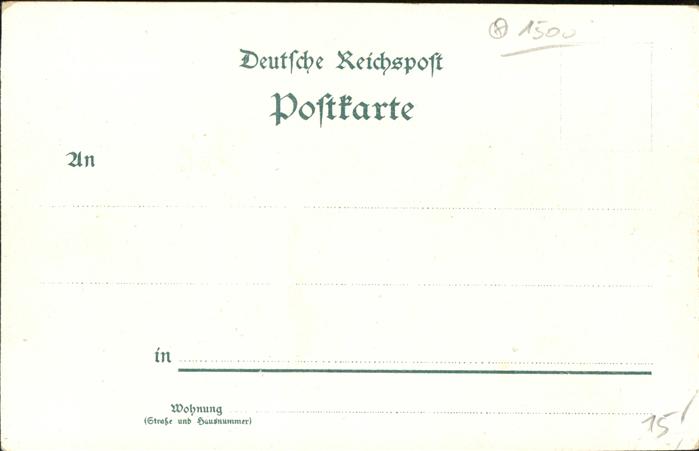 Ⓧ 1500
Deutsche Reichspost
Postkarte
An
in
Wohnung
(Straße und Hausnummer)
15